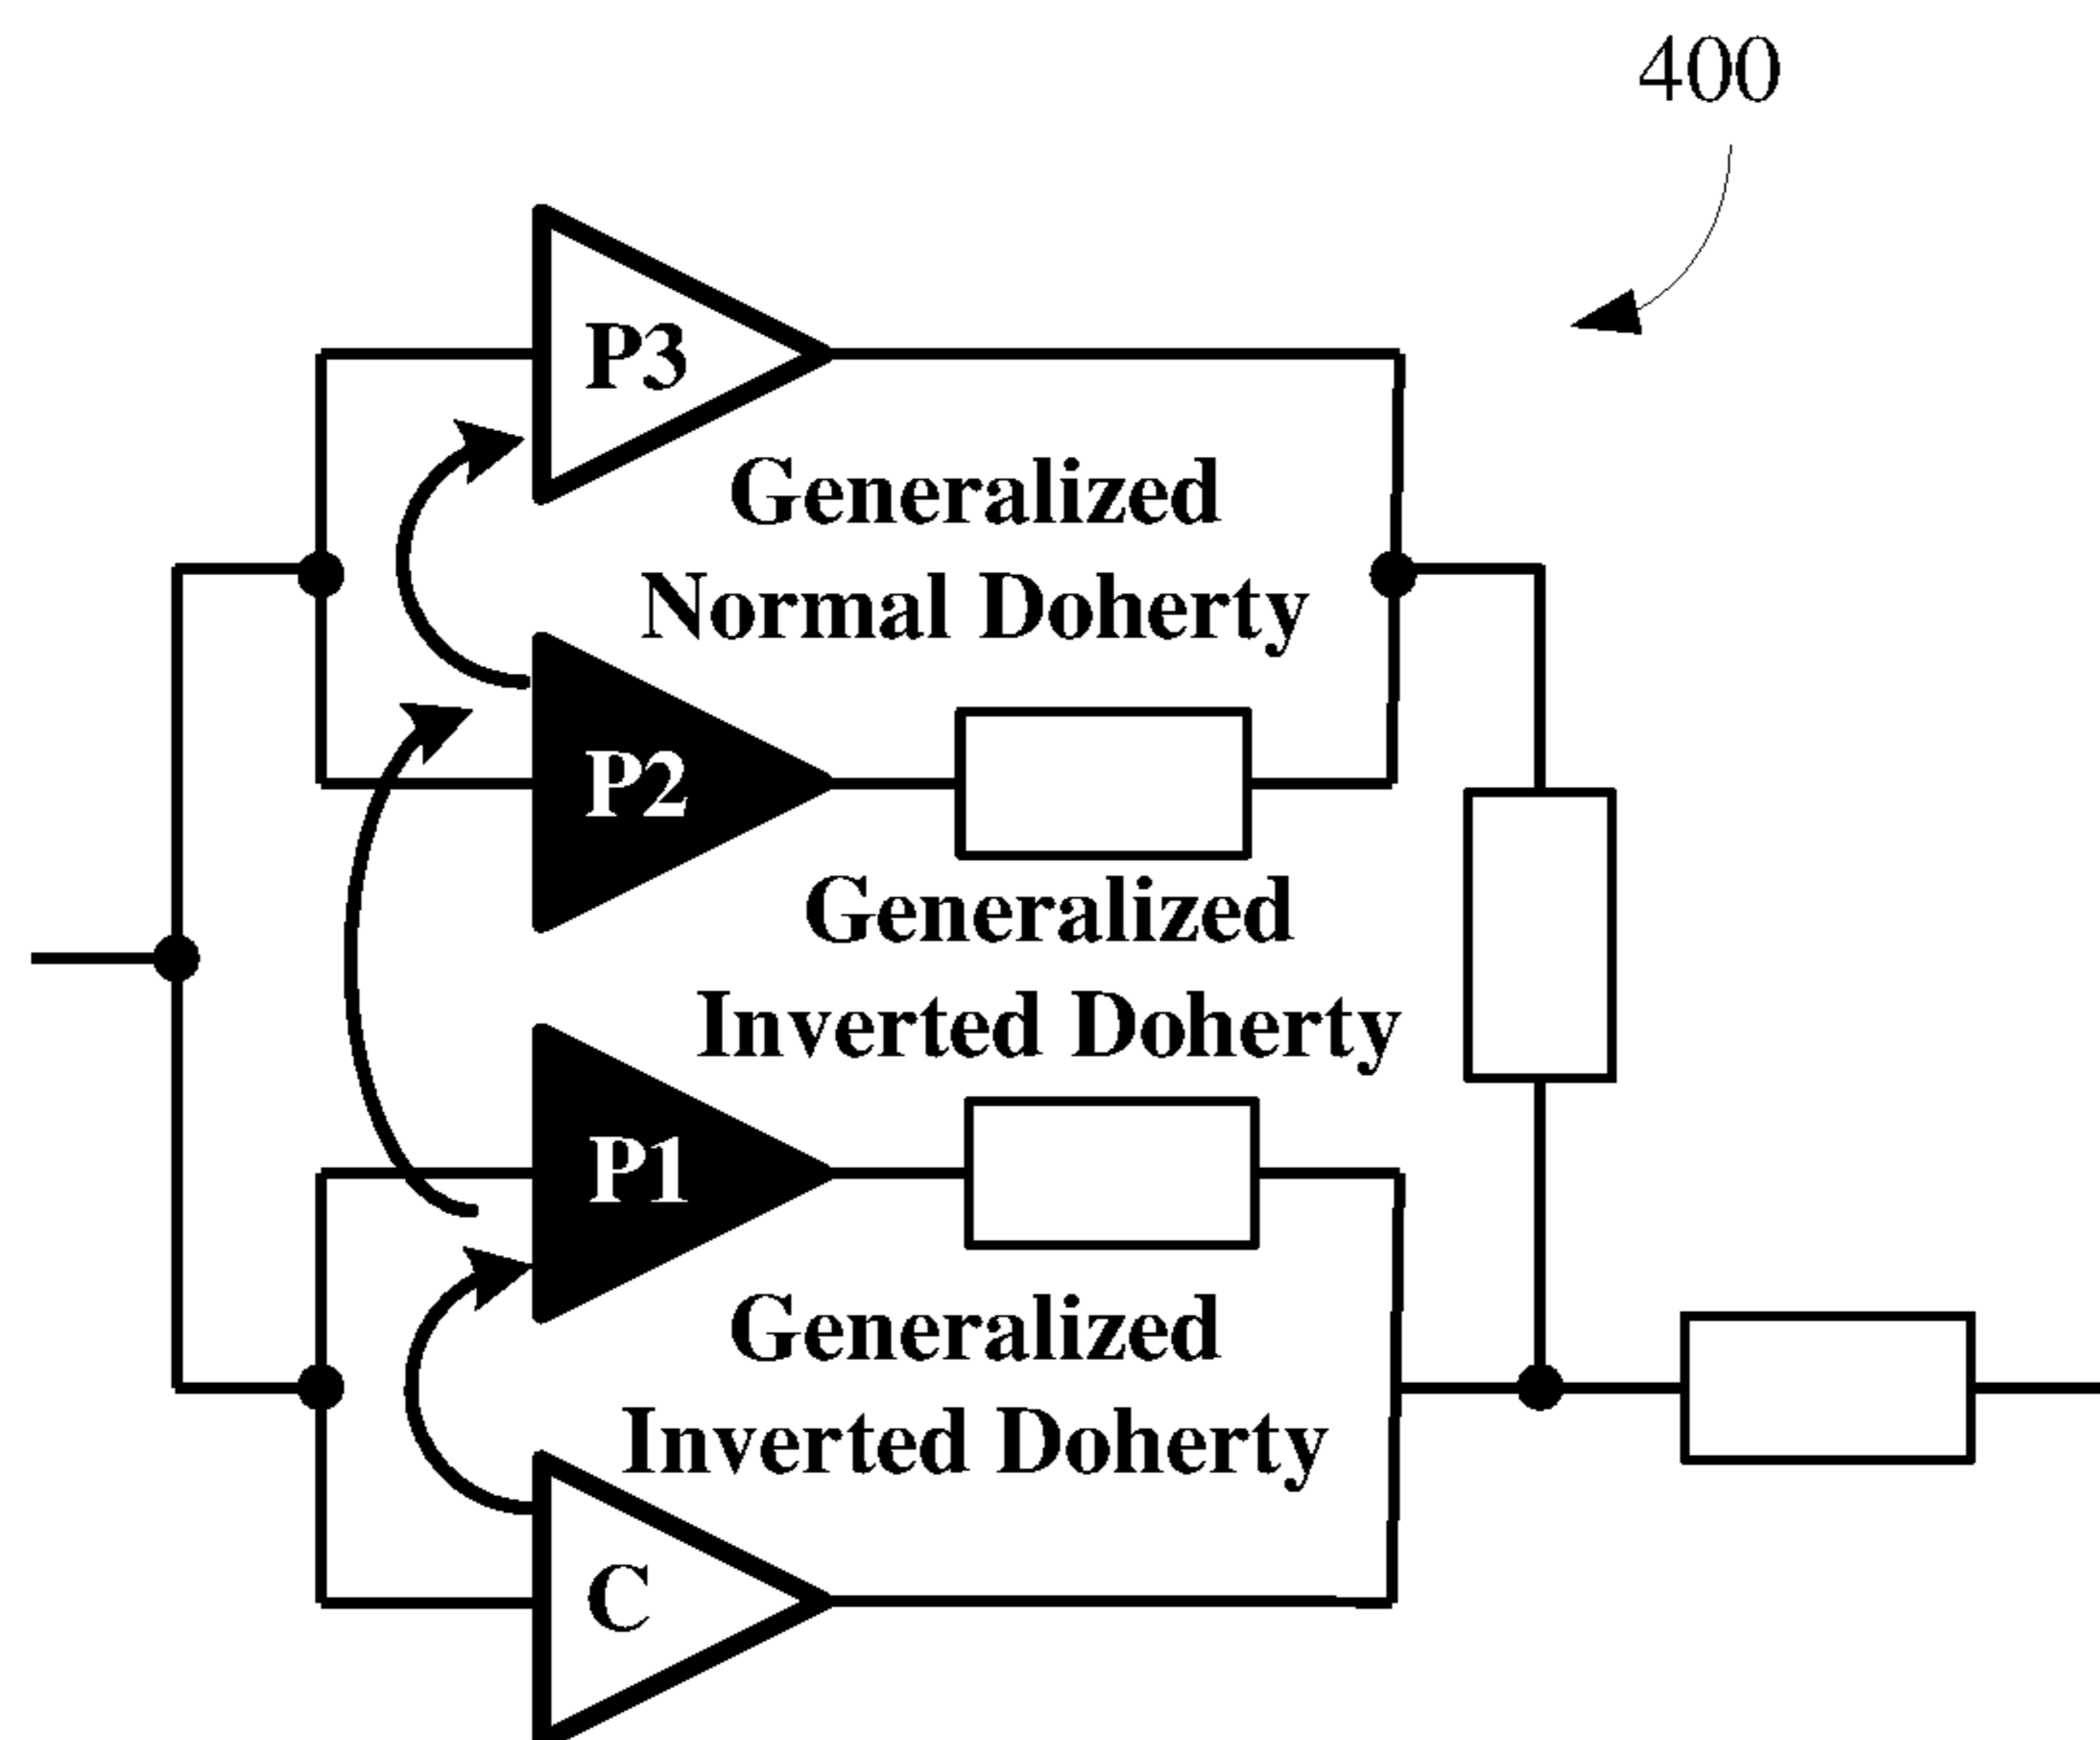 400
P3
Generalized
Normal Doherty
P2
Generalized
Inverted Doherty
P1
Generalized
Inverted Doherty
C